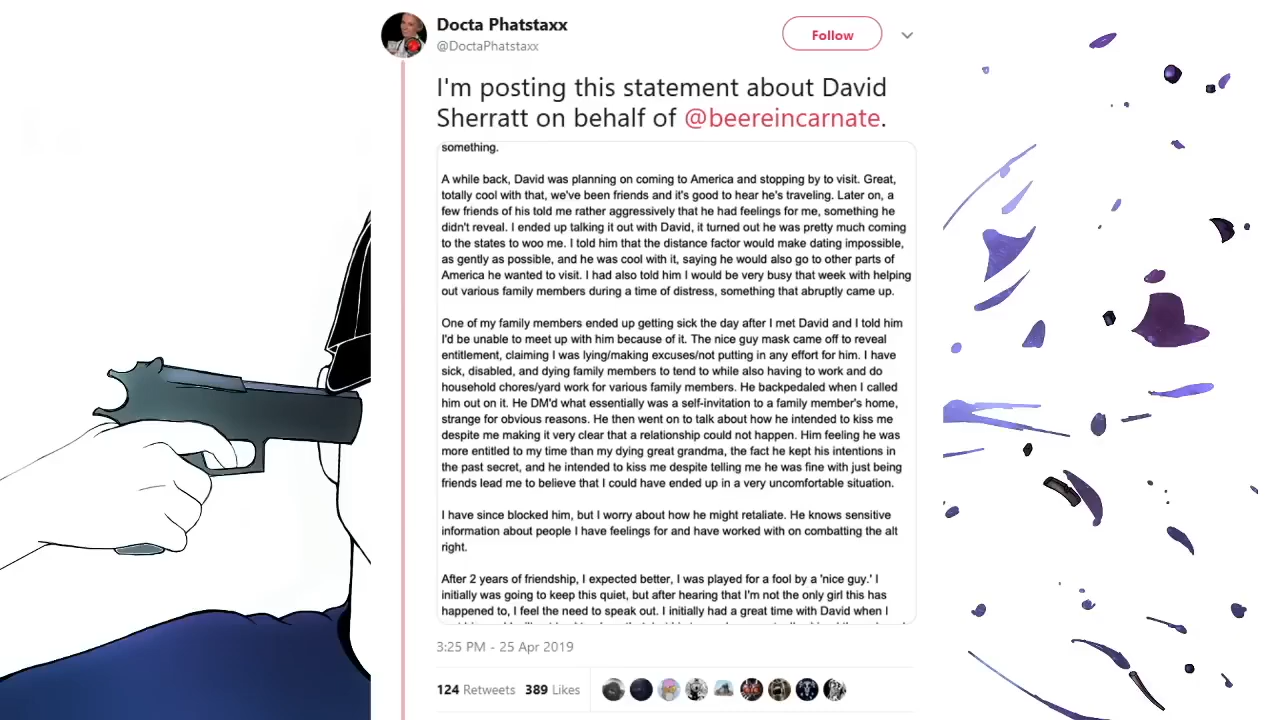 Docta Phatstaxx
@DoctaPhatstaxx
Follow
I'm posting this statement about David
Sherratt on behalf of @beereincarnate.
something.
A while back, David was planning on coming to America and stopping by to visit. Great,
totally cool with that, we've been friends and it's good to hear he's traveling. Later on, a
few friends of his told me rather aggressively that he had feelings for me, something he
didn't reveal. I ended up talking it out with David, it turned out he was pretty much coming
to the states to woo me. I told him that the distance factor would make dating impossible,
as gently as possible, and he was cool with it, saying he would also go to other parts of
America he wanted to visit. I had also told him I would be very busy that week with helping
out various family members during a time of distress, something that abruptly came up.
One of my family members ended up getting sick the day after I met David and I told him
I'd be unable to meet up with him because of it. The nice guy mask came off to reveal
entitlement, claiming I was lying/making excuses/not putting in any effort for him. I have
sick, disabled, and dying family members to tend to while also having to work and do
household chores/yard work for various family members. He backpedaled when I called
him out on it. He DM'd what essentially was a self-invitation to a family member's home,
strange for obvious reasons. He then went on to talk about how he intended to kiss me
despite me making it very clear that a relationship could not happen. Him feeling he was
more entitled to my time than my dying great grandma, the fact he kept his intentions in
the past secret, and he intended to kiss me despite telling me he was fine with just being
friends lead me to believe that I could have ended up in a very uncomfortable situation.
I have since blocked him, but I worry about how he might retaliate. He knows sensitive
information about people I have feelings for and have worked with on combatting the alt
right.
After 2 years of friendship, I expected better, I was played for a fool by a 'nice guy.' I
initially was going to keep this quiet, but after hearing that I'm not the only girl this has
happened to, I feel the need to speak out. I initially had a great time with David when I
3:25 PM - 25 Apr 2019
124 Retweets 389 Likes